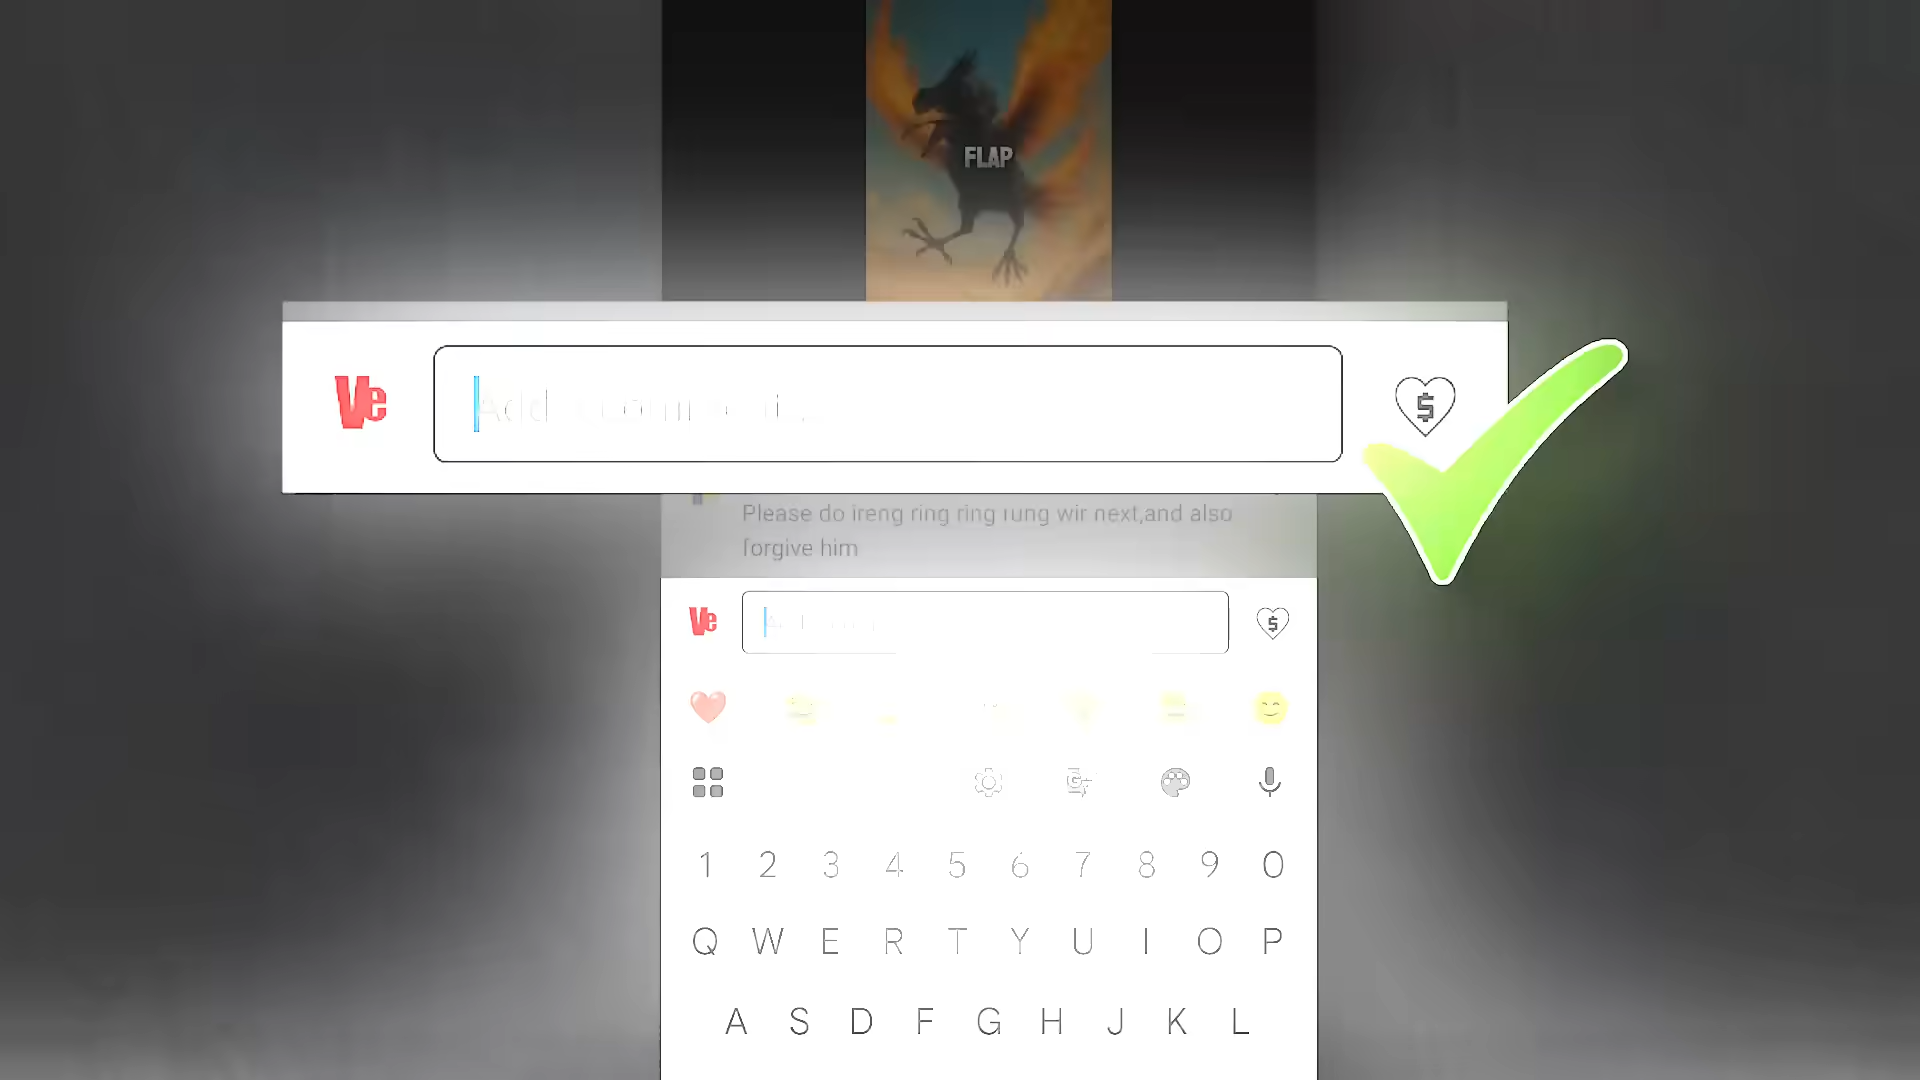 FLAP
Ve
Add
$
Please do ireng ring ring rung wir next,and also
forgive him
Ve
$
1 2 3 4 5 6 7 8 9 0
Q W E R T Y U I O P
A S D F G H J K L